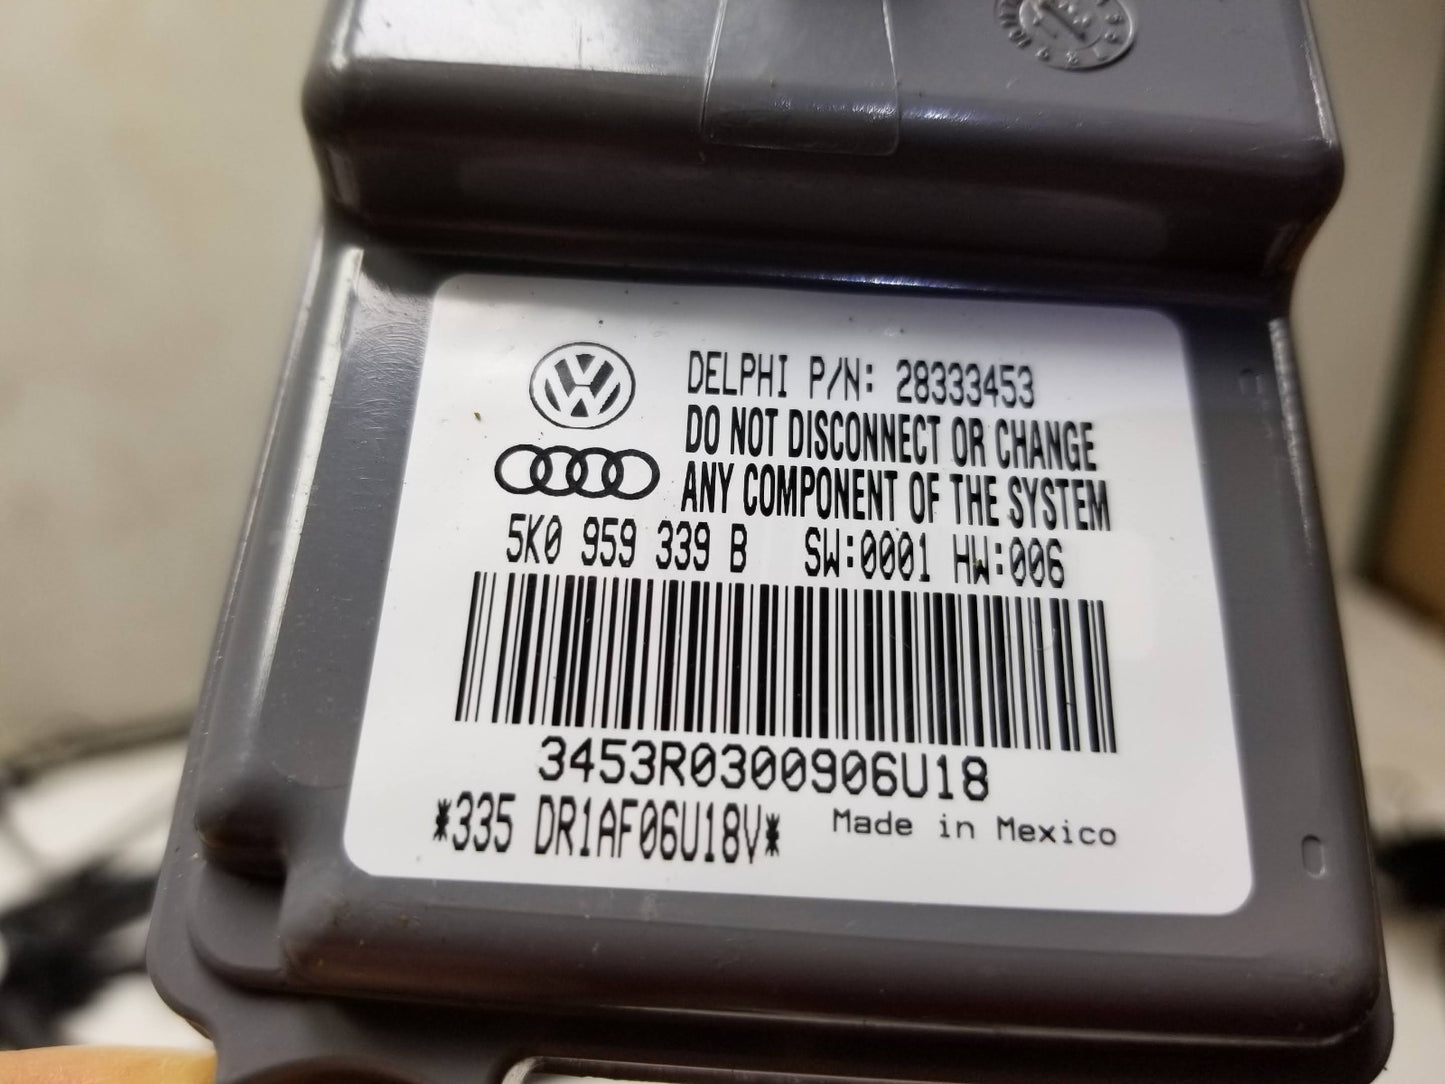 DELPHI P/N: 28333453
DO NOT DISCONNECT OR CHANGE
ANY COMPONENT OF THE SYSTEM
5K0 959 339 B SW:0001 HW:006
3453R0300906U18
*335 DR1AF06U18V* Made in Mexico